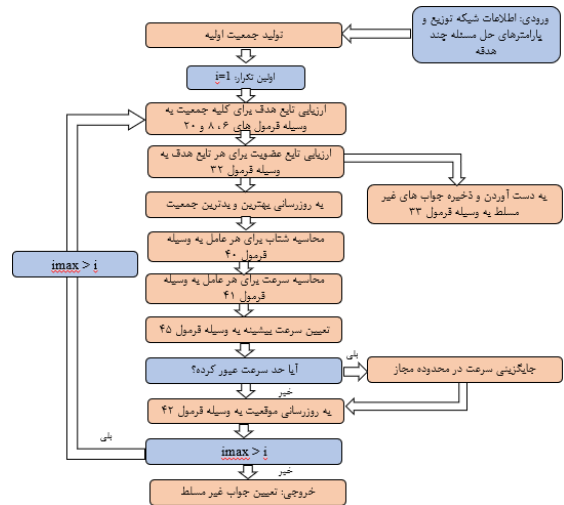 ورودی: اطلاعات شبکه توزیع و
پارامترهای حل مسئله چند
هدفه
تولید جمعیت اولیه
اولین تکرار: i=1
ارزیابی تابع هدف برای کلیه جمعیت به
وسیله فرمول های ۶، ۸ و ۲۰
ارزیابی تابع عضویت برای هر تابع هدف به
وسیله فرمول ۳۲
به دست آوردن و ذخیره جواب های غیر
مسلط به وسیله فرمول ۳۳
به روزرسانی بهترین و بدترین جمعیت
محاسبه شتاب برای هر عامل به وسیله
فرمول ۴۰
imax > i
محاسبه سرعت برای هر عامل به وسیله
فرمول ۴۱
تعیین سرعت بیشینه به وسیله فرمول ۴۵
آیا حد سرعت عبور کرده؟
بلی
جایگزینی سرعت در محدوده مجاز
خیر
به روزرسانی موقعیت به وسیله فرمول ۴۲
بلی
imax > i
خیر
خروجی: تعیین جواب غیر مسلط